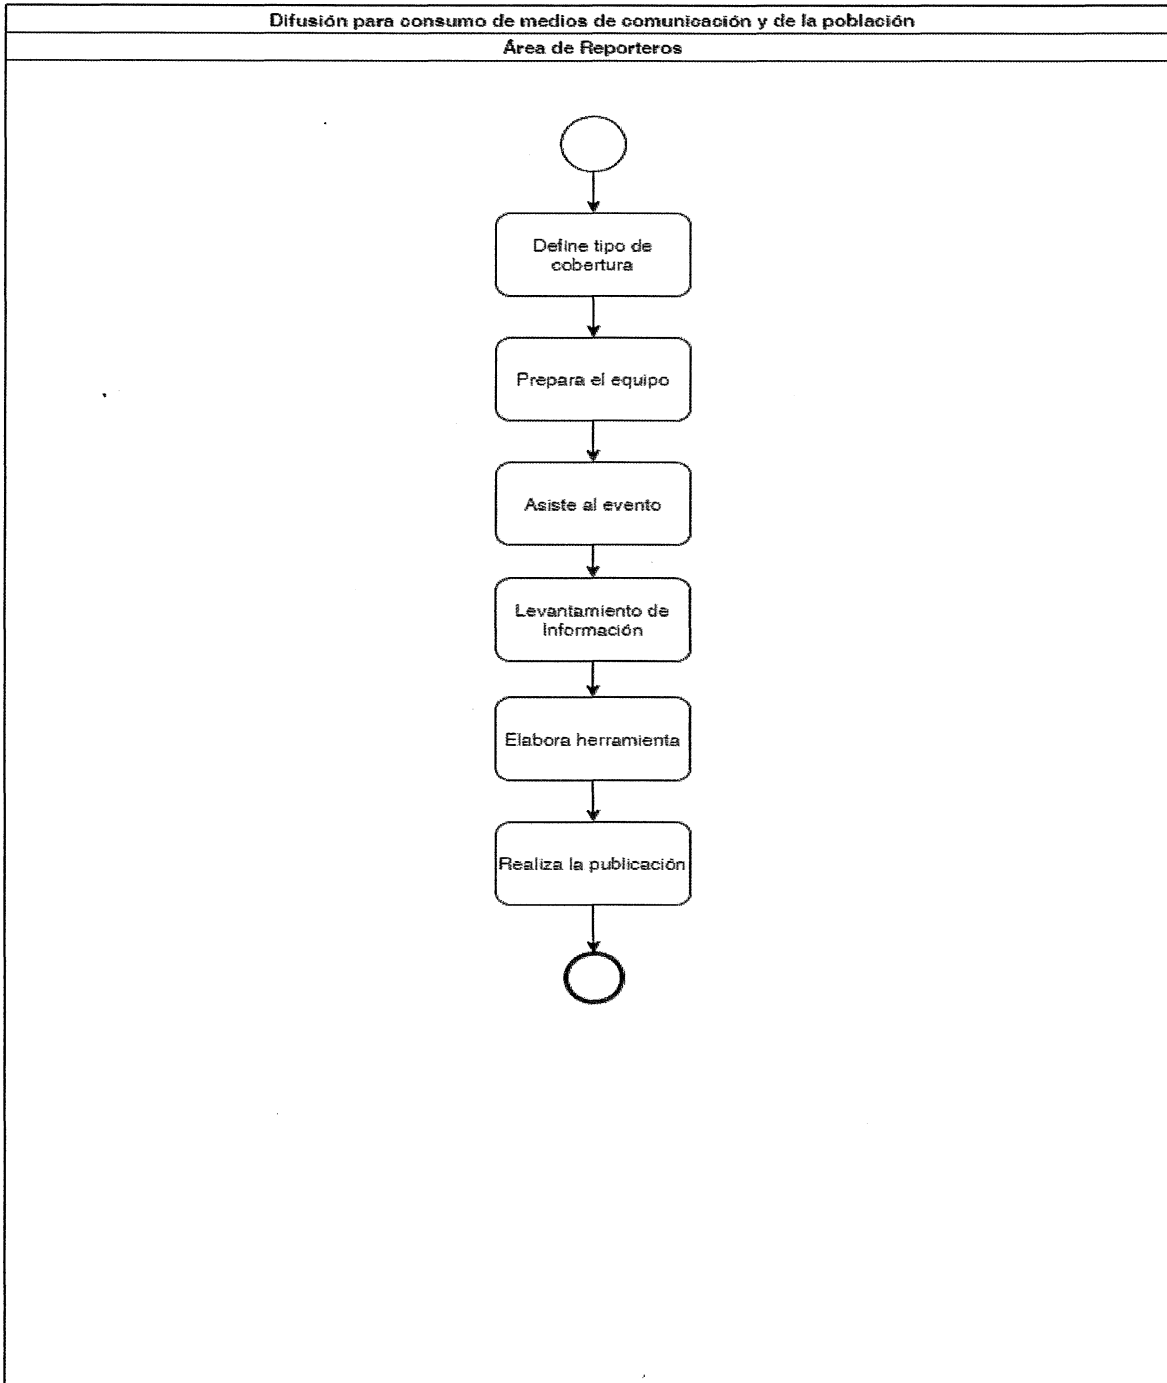 Difusión para consumo de medios de comunicación y de la población
Área de Reporteros
Define tipo de
cobertura
Prepara el equipo
Asiste al evento
Levantamiento de
Información
Elabora herramienta
Realiza la publicación